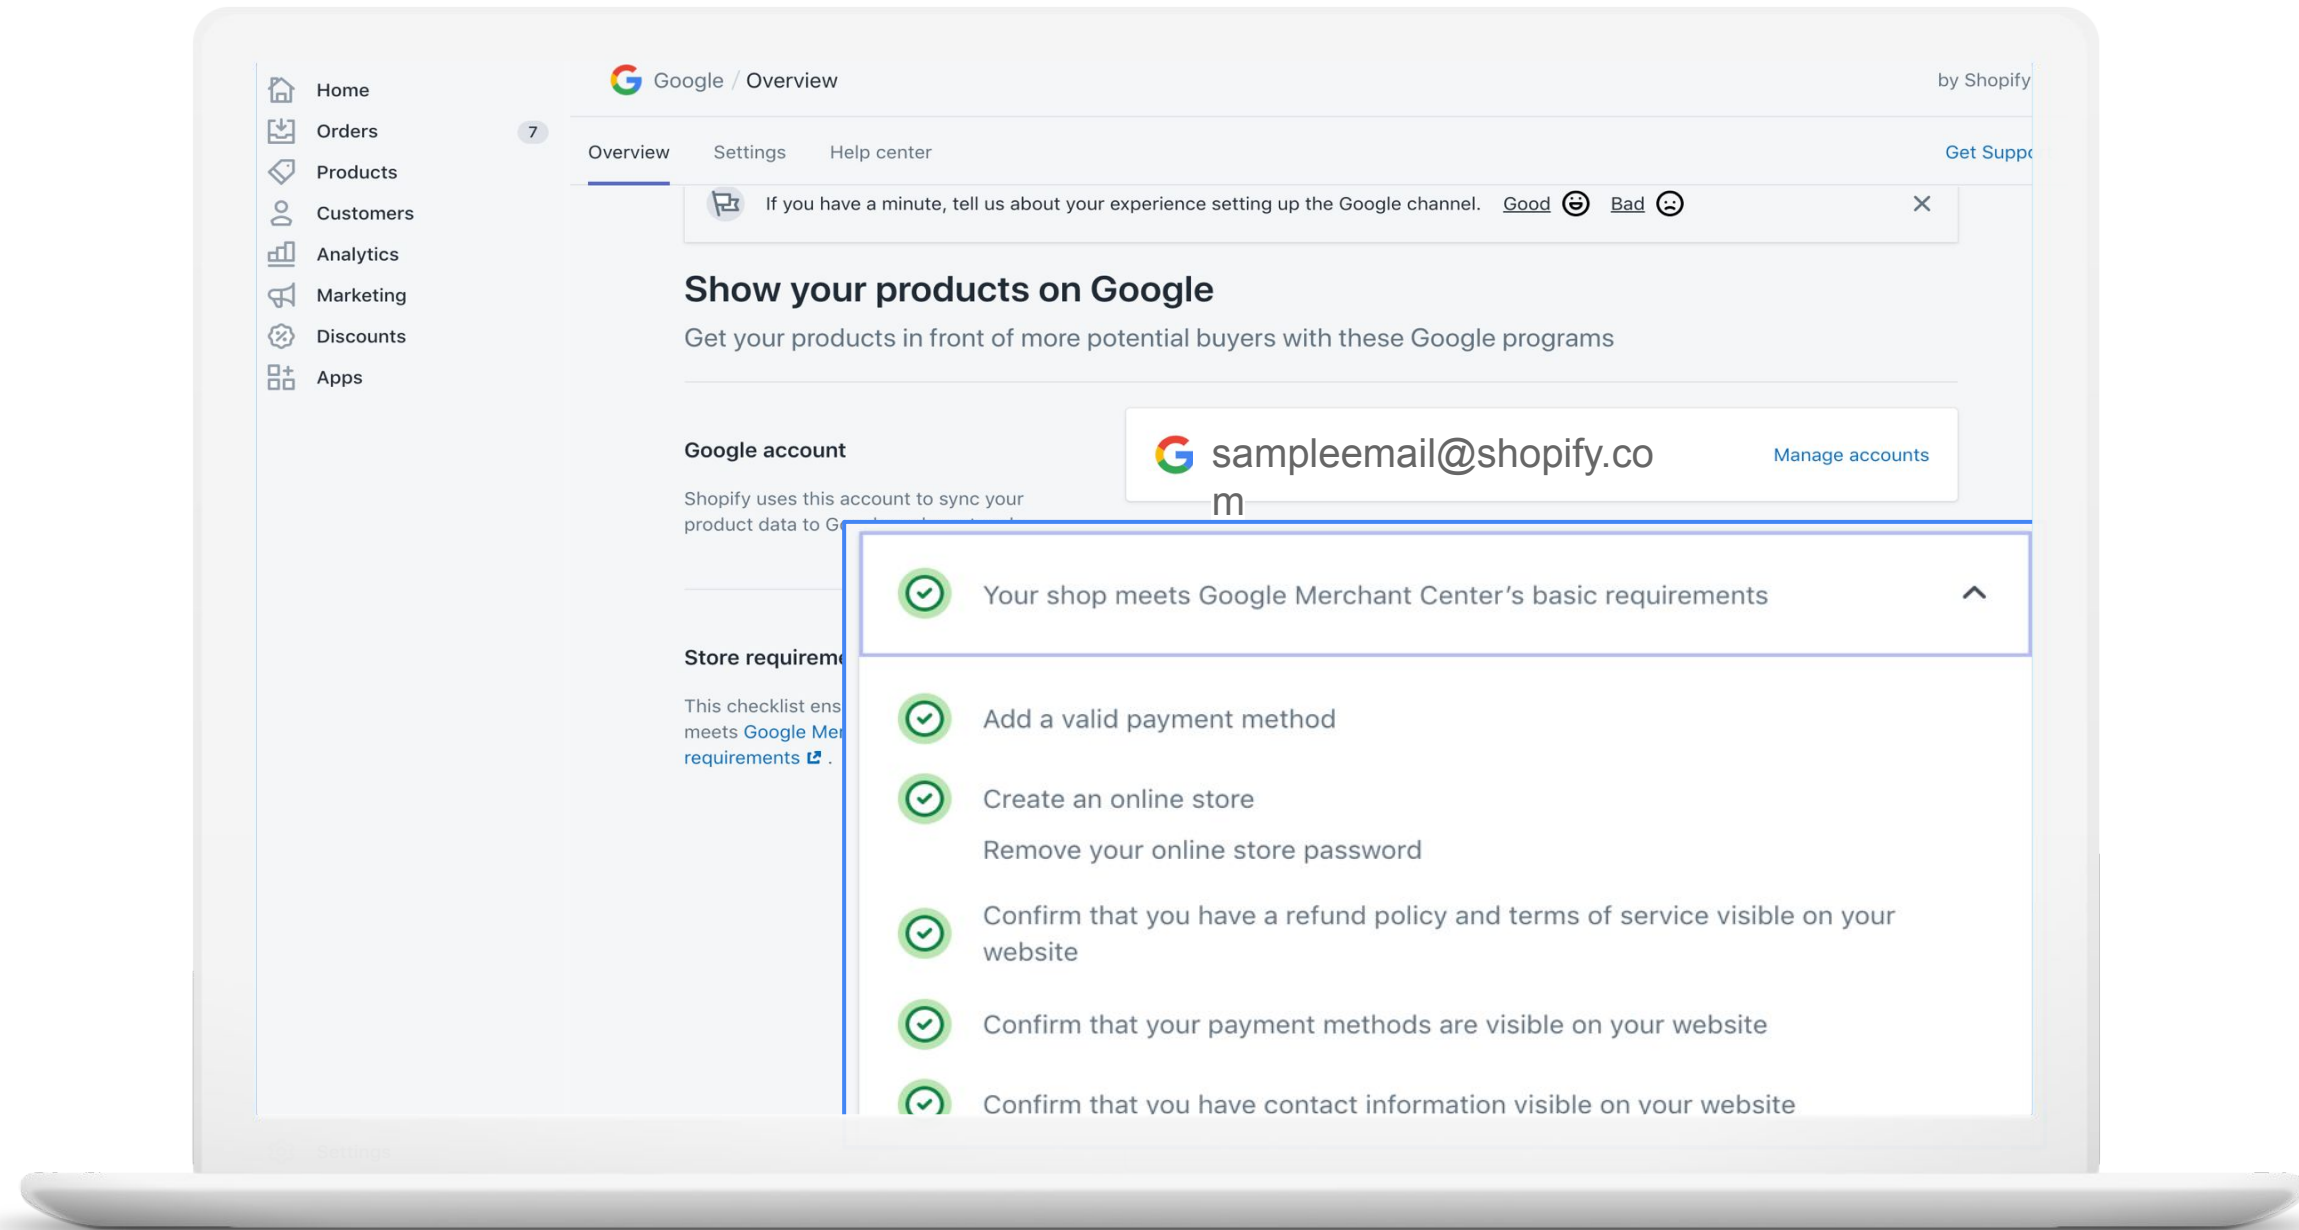 Home
Orders
7
Products
Customers
Analytics
Marketing
Discounts
Apps
Google / Overview
by Shopify
Overview
Settings
Help center
Get
If you have a minute, tell us about your experience setting up the Google channel.
Good
Bad
Show your products on Google
Get your products in front of more potential buyers with these Google programs
Google account
Shopify uses this account to sync your
product data to
sampleemail@shopify.co
m
Manage accounts
Store
This checklist
meets Google
requirements .
Your shop meets Google Merchant Center's basic requirements
Add a valid payment method
Create an online store
Remove your online store password
Confirm that you have a refund policy and terms of service visible on your
website
Confirm that your payment methods are visible on your website
Confirm that you have contact information visible on your website
Settings